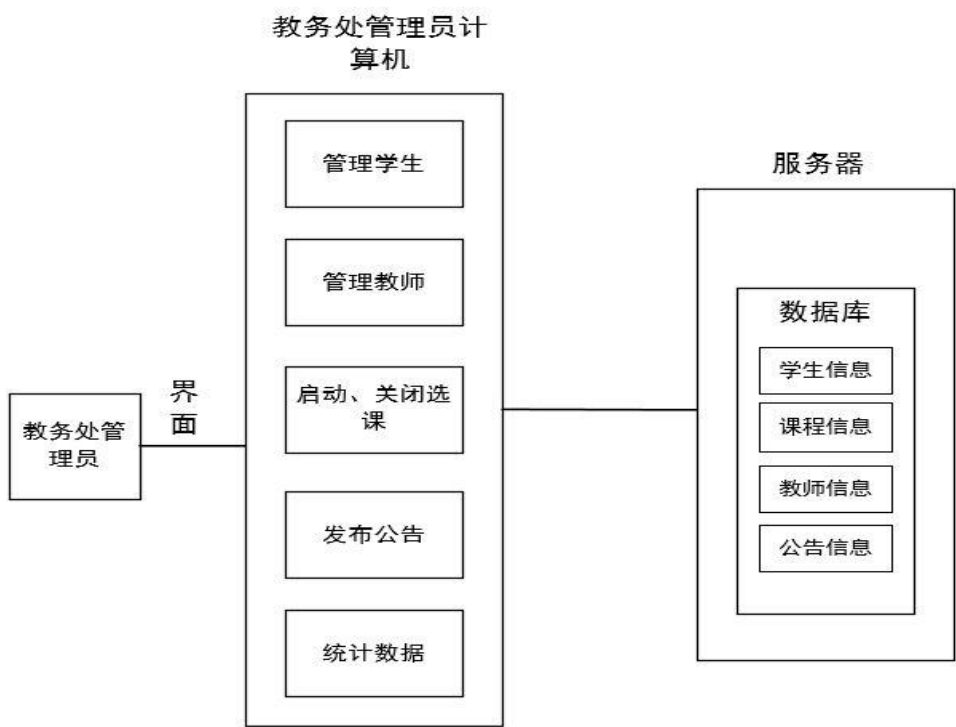 教务处管理员计
算机
管理学生
管理教师
启动、关闭选
课
发布公告
统计数据
界
面
教务处管
理员
服务器
数据库
学生信息
课程信息
教师信息
公告信息